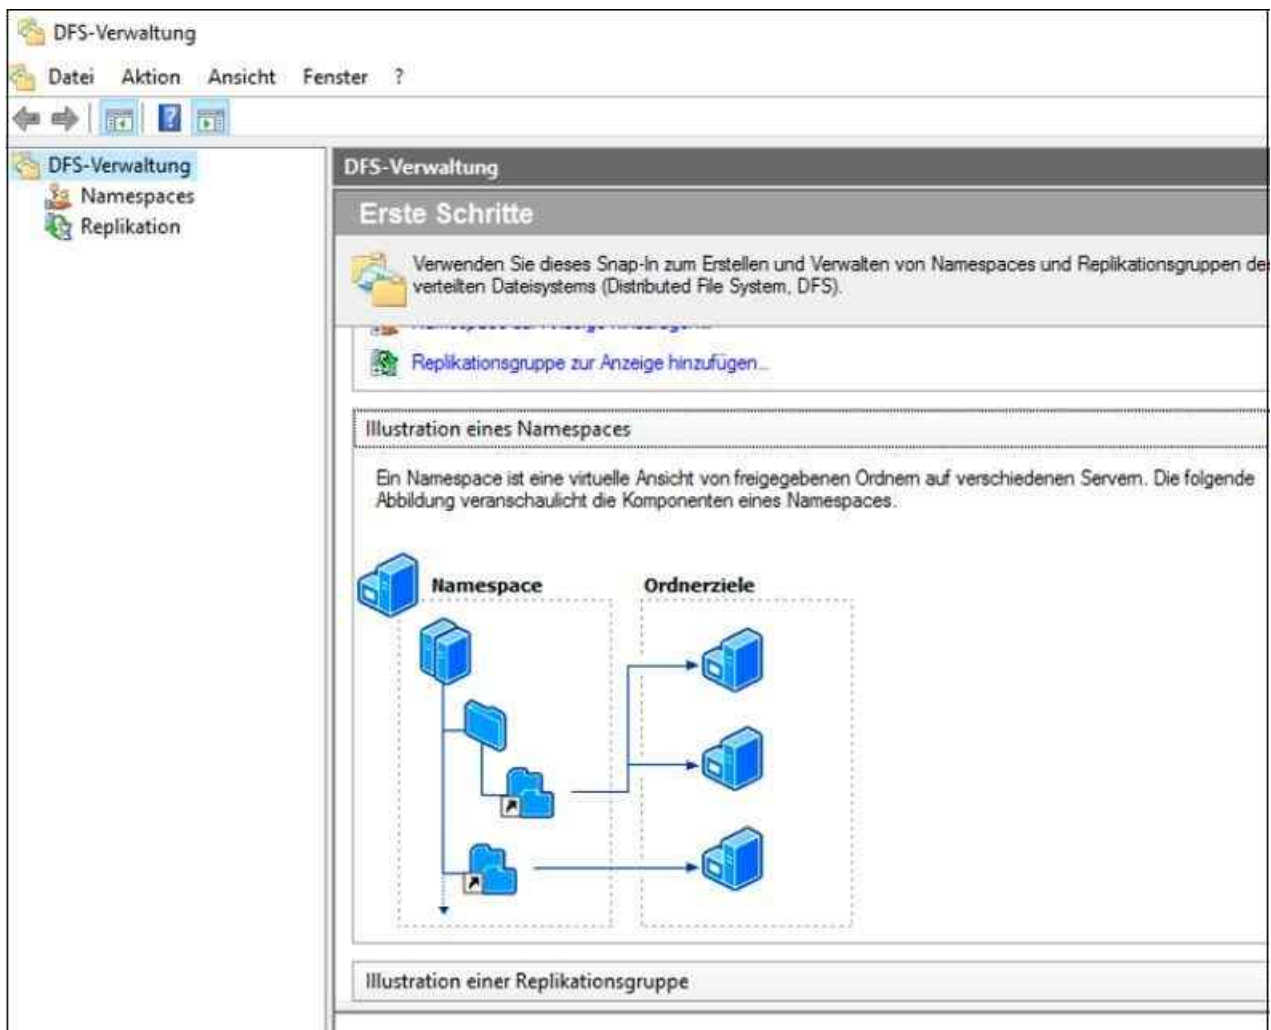 DFS-Verwaltung
Datei Aktion Ansicht Fenster ?
DFS-Verwaltung
Namespaces
Replikation
DFS-Verwaltung
Erste Schritte
Verwenden Sie dieses Snap-In zum Erstellen und Verwalten von Namespaces und Replikationsgruppen des
verteilten Dateisystems (Distributed File System, DFS).
Replikationsgruppe zur Anzeige hinzufügen...
Illustration eines Namespaces
Ein Namespace ist eine virtuelle Ansicht von freigegebenen Ordnern auf verschiedenen Servern. Die folgende
Abbildung veranschaulicht die Komponenten eines Namespaces.
Namespace Ordnerziele
Illustration einer Replikationsgruppe